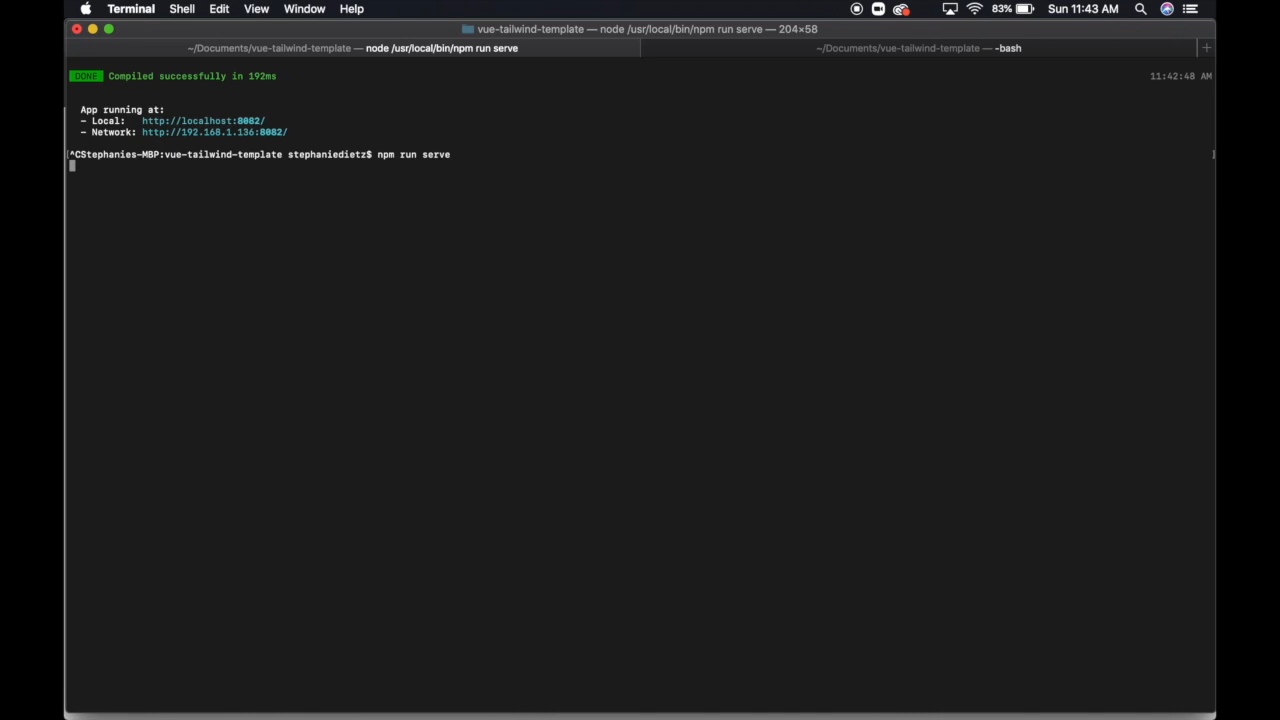 Terminal Shell Edit View Window Help 83% Sun 11:43 AM
vue-tailwind-template — node /usr/local/bin/npm run serve — 204×58
~/Documents/vue-tailwind-template — node /usr/local/bin/npm run serve ~/Documents/vue-tailwind-template — -bash +
DONE Compiled successfully in 192ms 11:42:48 AM
App running at:
- Local: http://localhost:8082/
- Network: http://192.168.1.136:8082/
[^CStephanies-MBP:vue-tailwind-template stephaniedietz$ npm run serve ]